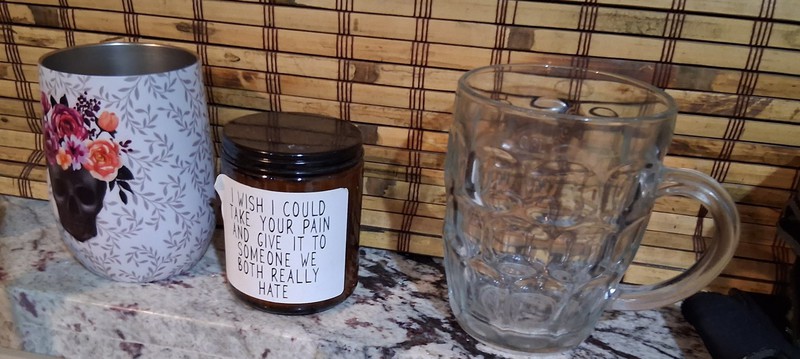 I WISH I COULD
TAKE YOUR PAIN
AND GIVE IT TO
SOMEONE WE
BOTH REALLY
HATE